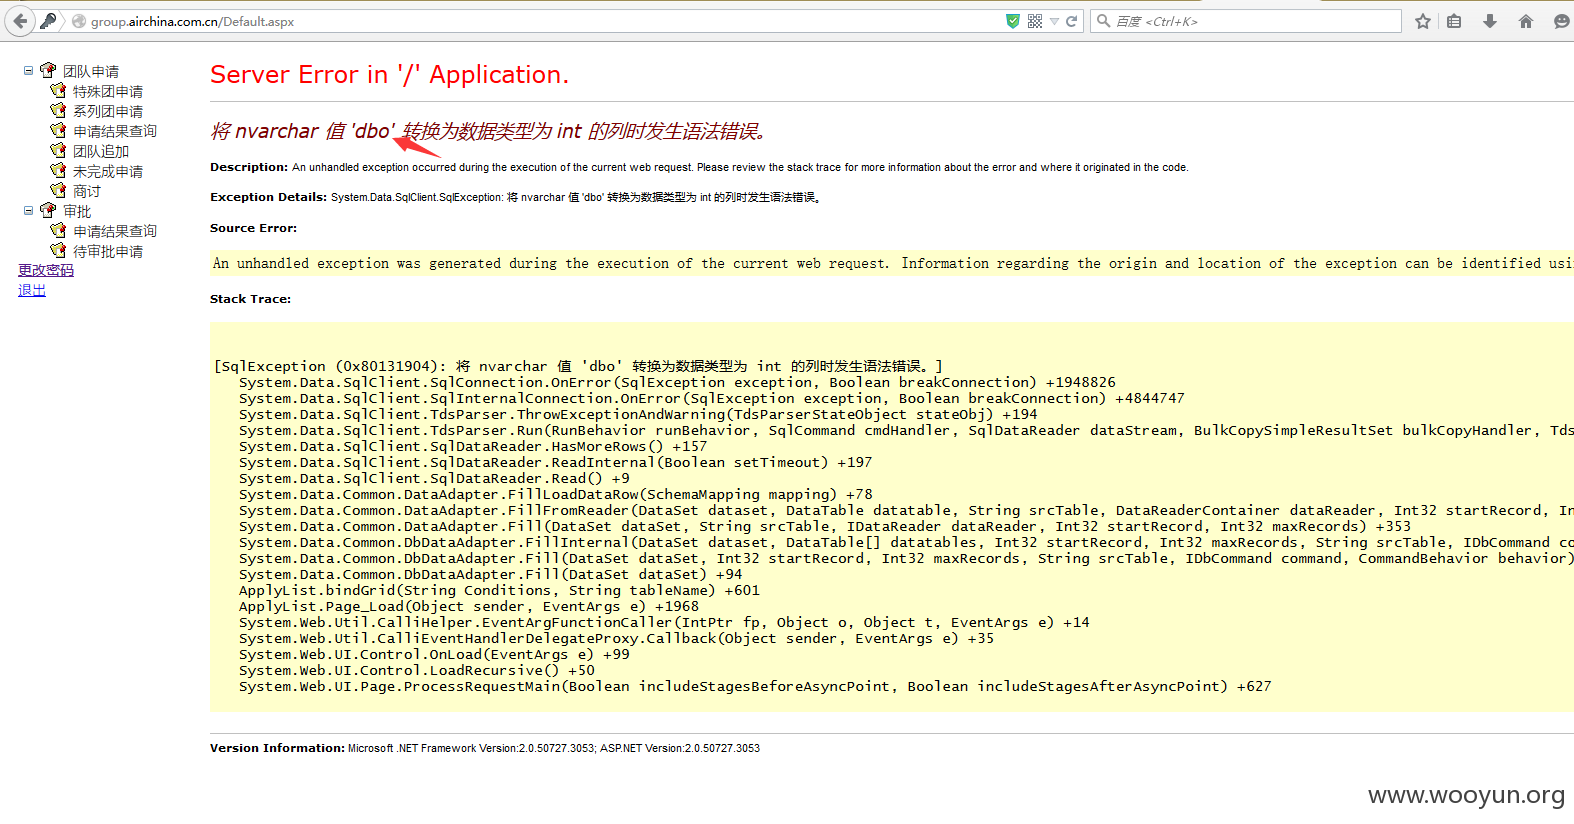 group.airchina.com.cn/Default.aspx
百度 <Ctrl+K>
团队申请
特殊团申请
系列团申请
申请结果查询
团队追加
未完成申请
商讨
审批
申请结果查询
待审批申请
更改密码
退出
Server Error in '/' Application.
将 nvarchar 值 'dbo' 转换为数据类型为 int 的列时发生语法错误。
Description: An unhandled exception occurred during the execution of the current web request. Please review the stack trace for more information about the error and where it originated in the code.
Exception Details: System.Data.SqlClient.SqlException: 将 nvarchar 值 'dbo' 转换为数据类型为 int 的列时发生语法错误。
Source Error:
An unhandled exception was generated during the execution of the current web request. Information regarding the origin and location of the exception can be identified usi
Stack Trace:
[SqlException (0x80131904): 将 nvarchar 值 'dbo' 转换为数据类型为 int 的列时发生语法错误。]
System.Data.SqlClient.SqlConnection.OnError(SqlException exception, Boolean breakConnection) +1948826
System.Data.SqlClient.SqlInternalConnection.OnError(SqlException exception, Boolean breakConnection) +4844747
System.Data.SqlClient.TdsParser.ThrowExceptionAndWarning(TdsParserStateObject stateObj) +194
System.Data.SqlClient.TdsParser.Run(RunBehavior runBehavior, SqlCommand cmdHandler, SqlDataReader dataStream, BulkCopySimpleResultSet bulkCopyHandler, Tds
System.Data.SqlClient.SqlDataReader.HasMoreRows() +157
System.Data.SqlClient.SqlDataReader.ReadInternal(Boolean setTimeout) +197
System.Data.SqlClient.SqlDataReader.Read() +9
System.Data.Common.DataAdapter.FillLoadDataRow(SchemaMapping mapping) +78
System.Data.Common.DataAdapter.FillFromReader(DataSet dataset, DataTable datatable, String srcTable, DataReaderContainer dataReader, Int32 startRecord, In
System.Data.Common.DataAdapter.Fill(DataSet dataSet, String srcTable, IDataReader dataReader, Int32 startRecord, Int32 maxRecords) +353
System.Data.Common.DbDataAdapter.FillInternal(DataSet dataset, DataTable[] datatables, Int32 startRecord, Int32 maxRecords, String srcTable, IDbCommand co
System.Data.Common.DbDataAdapter.Fill(DataSet dataSet, Int32 startRecord, Int32 maxRecords, String srcTable, IDbCommand command, CommandBehavior behavior)
System.Data.Common.DbDataAdapter.Fill(DataSet dataSet) +94
ApplyList.bindGrid(String Conditions, String tableName) +601
ApplyList.Page_Load(Object sender, EventArgs e) +1968
System.Web.Util.CalliHelper.EventArgFunctionCaller(IntPtr fp, Object o, Object t, EventArgs e) +14
System.Web.Util.CalliEventHandlerDelegateProxy.Callback(Object sender, EventArgs e) +35
System.Web.UI.Control.OnLoad(EventArgs e) +99
System.Web.UI.Control.LoadRecursive() +50
System.Web.UI.Page.ProcessRequestMain(Boolean includeStagesBeforeAsyncPoint, Boolean includeStagesAfterAsyncPoint) +627
Version Information: Microsoft .NET Framework Version:2.0.50727.3053; ASP.NET Version:2.0.50727.3053
www.wooyun.org